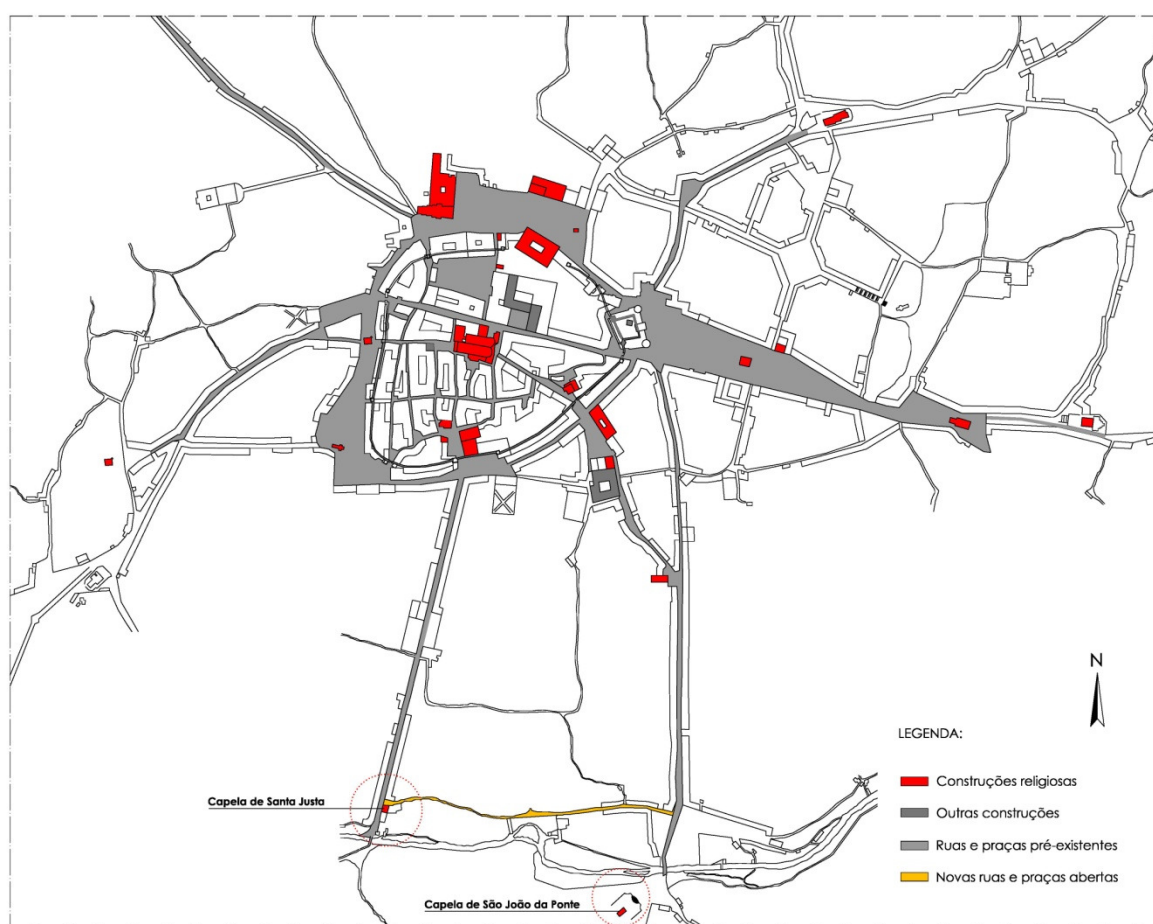 N
LEGENDA:
Construções religiosas
Outras construções
Ruas e praças pré-existentes
Novas ruas e praças abertas
Capela de Santa Justa
Capela de São João da Ponte